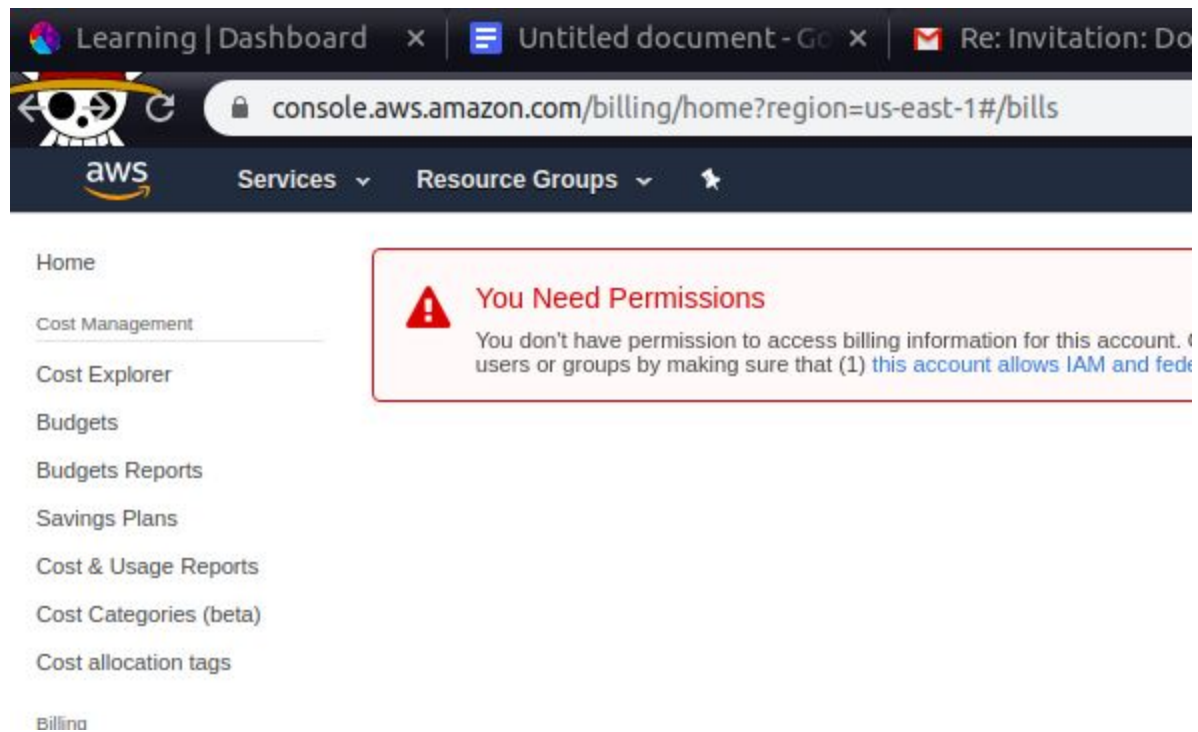 Learning | Dashboard
Untitled document - Go
Re: Invitation: Do
console.aws.amazon.com/billing/home?region=us-east-1#/bills
aws
Services
Resource Groups
Home
You Need Permissions
Cost Management
You don't have permission to access billing information for this account.
users or groups by making sure that (1) this account allows IAM and fede
Cost Explorer
Budgets
Budgets Reports
Savings Plans
Cost & Usage Reports
Cost Categories (beta)
Cost allocation tags
Billing